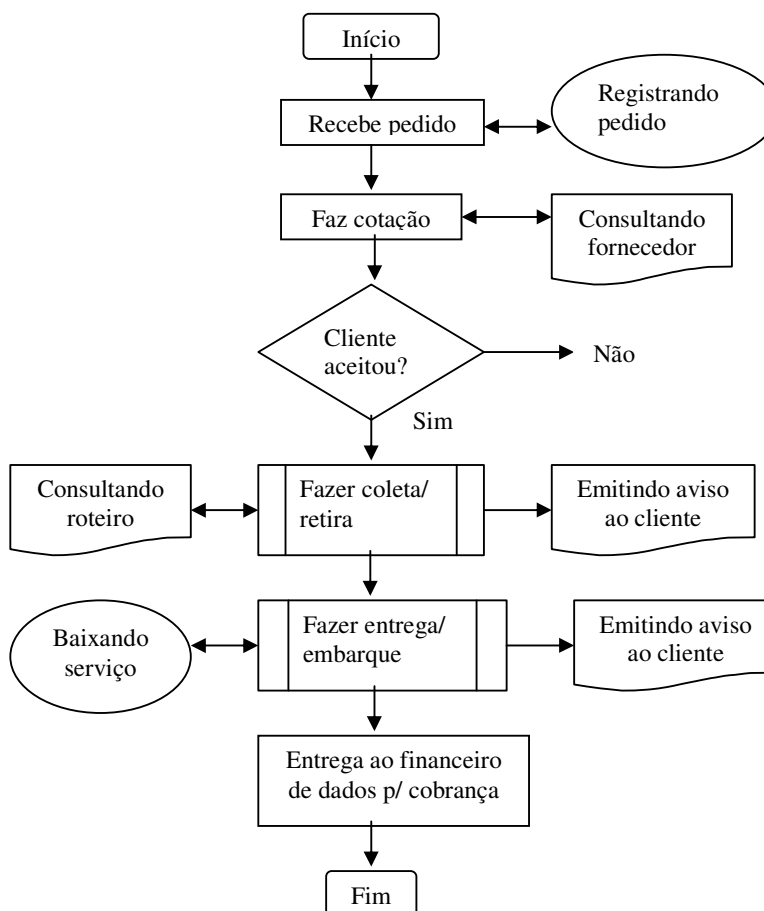 Início
Recebe pedido
Registrando
pedido
Faz cotação
Consultando
fornecedor
Cliente
aceitou?
Não
Sim
Consultando
roteiro
Fazer coleta/
retira
Emitindo aviso
ao cliente
Baixando
serviço
Fazer entrega/
embarque
Emitindo aviso
ao cliente
Entrega ao financeiro
de dados p/ cobrança
Fim